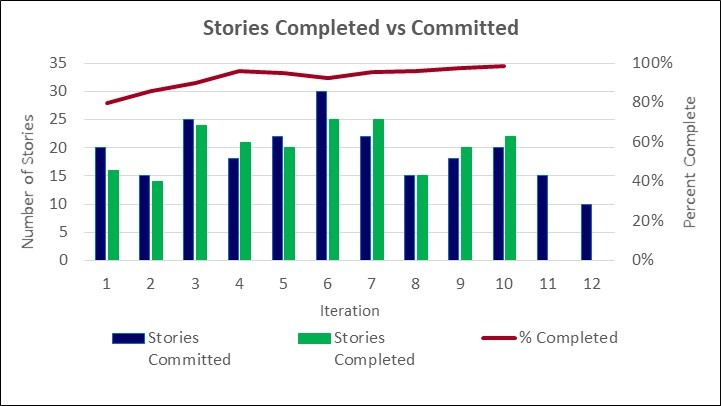 Stories Completed vs Committed
35
30
25
20
15
10
5
0
Number of Stories
100%
80%
60%
40%
20%
0%
Percent Complete
1 2 3 4 5 6 7 8 9 10 11 12
Iteration
Stories
Committed
Stories
Completed
% Completed